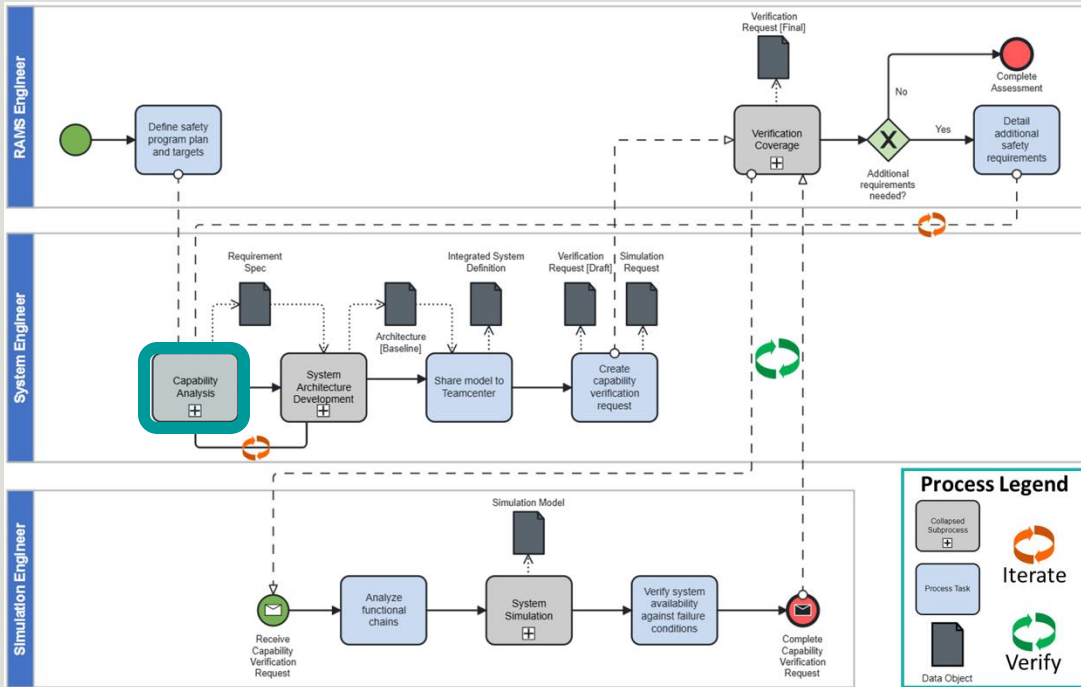 RAMS Engineer
Define safety
program plan
and targets
Verification
Request [Final]
Verification
Coverage
No
Complete
Assessment
Yes
Additional
requirements
needed?
Detail
additional
safety
requirements
System Engineer
Requirement
Spec
Architecture
[Baseline]
Integrated System
Definition
Verification
Request [Draft]
Simulation
Request
Capability
Analysis
System
Architecture
Development
Share model to
Teamcenter
Create
capability
verification
request
Simulation Engineer
Simulation Model
Receive
Capability
Verification
Request
Analyze
functional
chains
System
Simulation
Verify system
availability
against failure
conditions
Complete
Capability
Verification
Request
Process Legend
Collapsed
Subprocess
Iterate
Process Task
Verify
Data Object